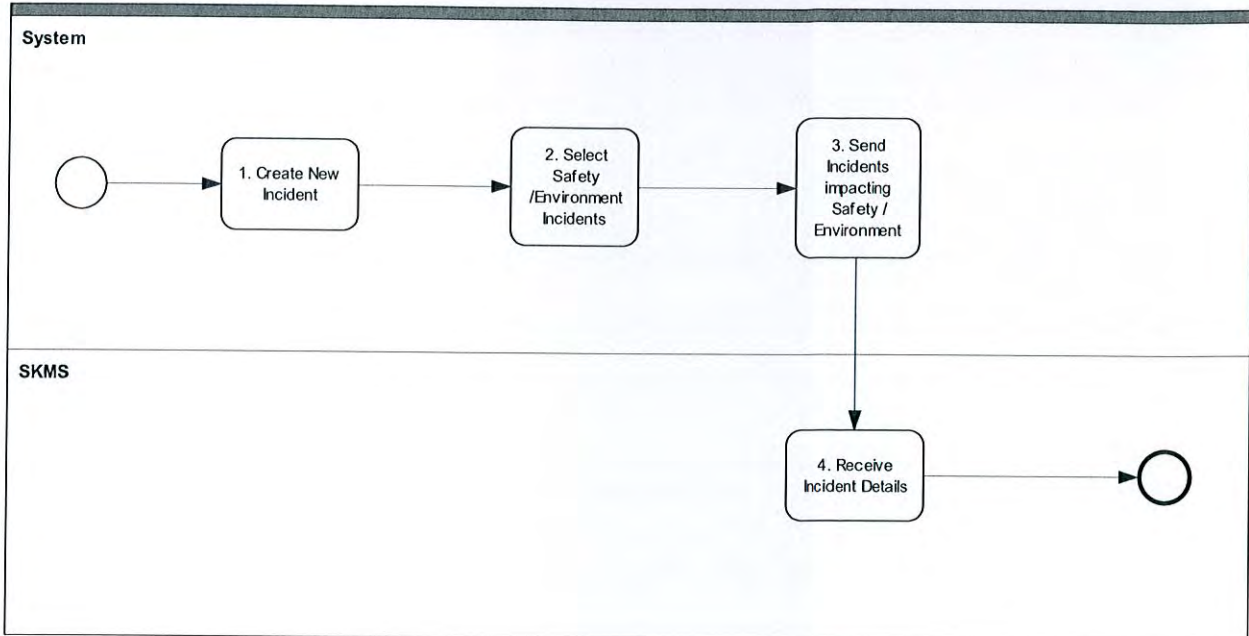 System
1. Create New
Incident
2. Select
Safety
/Environment
Incidents
3. Send
Incidents
impacting
Safety /
Environment
SKMS
4. Receive
Incident Details